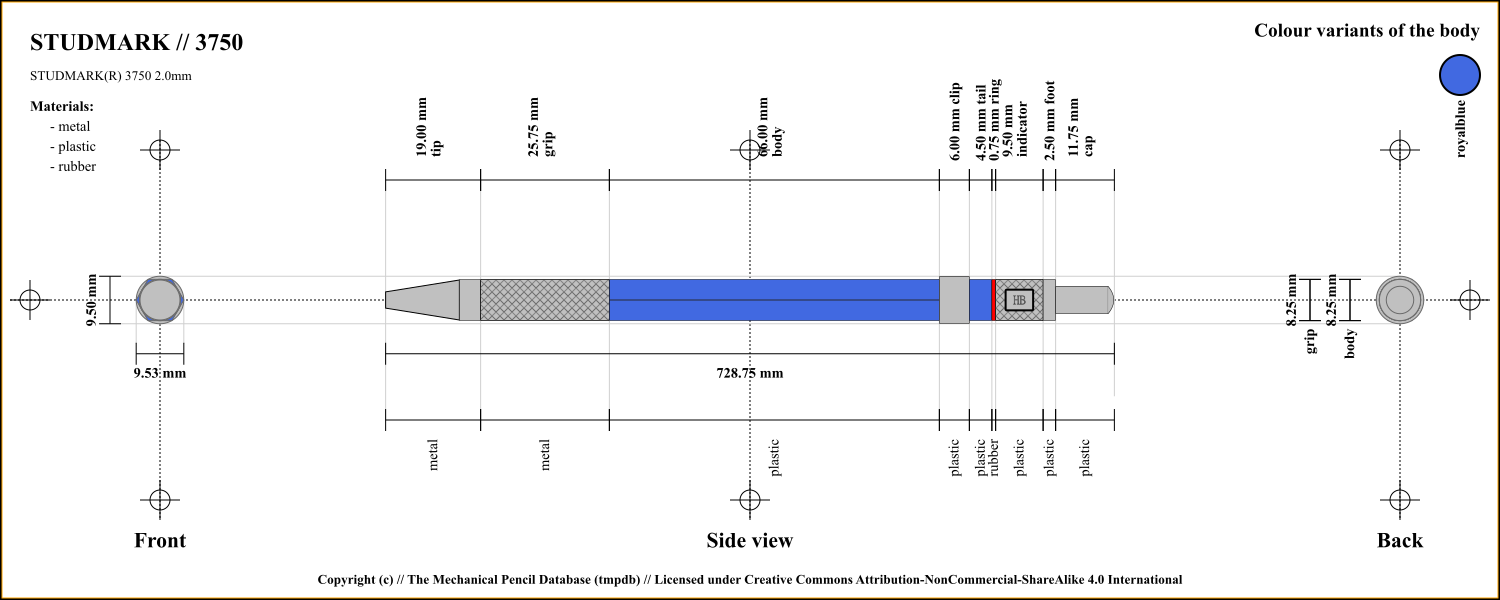 STUDMARK // 3750
STUDMARK(R) 3750 2.0mm
Materials:
- metal
- plastic
- rubber
Colour variants of the body
royalblue
19.00 mm
tip
25.75 mm
grip
66.00 mm
body
6.00 mm clip
4.50 mm tail
0.75 mm ring
9.50 mm
indicator
2.50 mm foot
11.75 mm
cap
9.50 mm
9.53 mm
HB
728.75 mm
8.25 mm
grip
8.25 mm
body
metal
metal
plastic
plastic
plastic
rubber
plastic
plastic
plastic
Front
Side view
Back
Copyright (c) // The Mechanical Pencil Database (tmpdb) // Licensed under Creative Commons Attribution-NonCommercial-ShareAlike 4.0 International